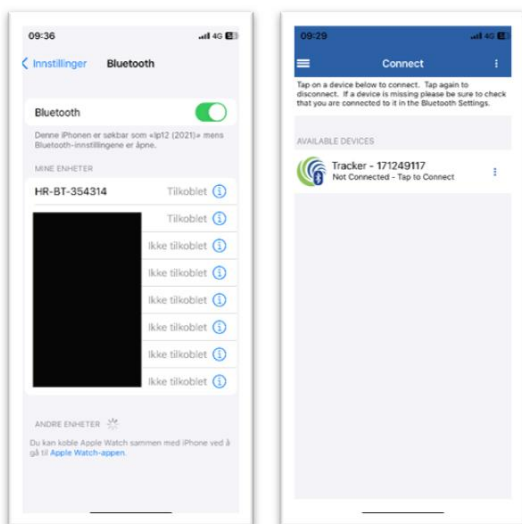 09:36
4G
Innstillinger
Bluetooth
Bluetooth
Denne iPhonen er søkbar som «ip12 (2021)» mens
Bluetooth-innstillingene er åpne.
MINE ENHETER
HR-BT-354314
Tilkoblet
Tilkoblet
Ikke tilkoblet
Ikke tilkoblet
Ikke tilkoblet
Ikke tilkoblet
Ikke tilkoblet
Ikke tilkoblet
ANDRE ENHETER
Du kan koble Apple Watch sammen med iPhone ved å
gå til Apple Watch-appen.
09:29
4G
Connect
Tap on a device below to connect. Tap again to
disconnect. If a device is missing please be sure to check
that you are connected to it in the Bluetooth Settings.
AVAILABLE DEVICES
Tracker - 171249117
Not Connected - Tap to Connect